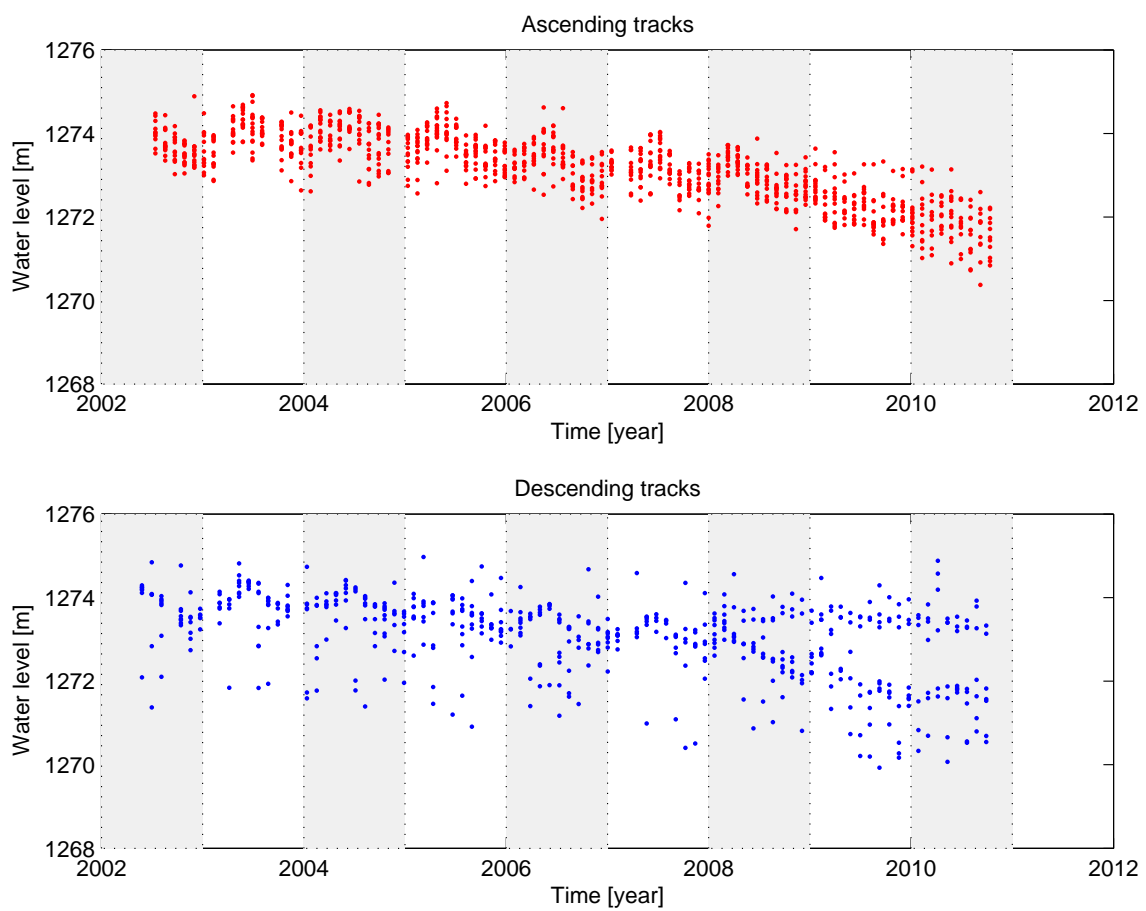 Ascending tracks
1276
1274
1272
1270
1268
Water level [m]
2002 2004 2006 2008 2010 2012
Time [year]
Descending tracks
1276
1274
1272
1270
1268
Water level [m]
2002 2004 2006 2008 2010 2012
Time [year]